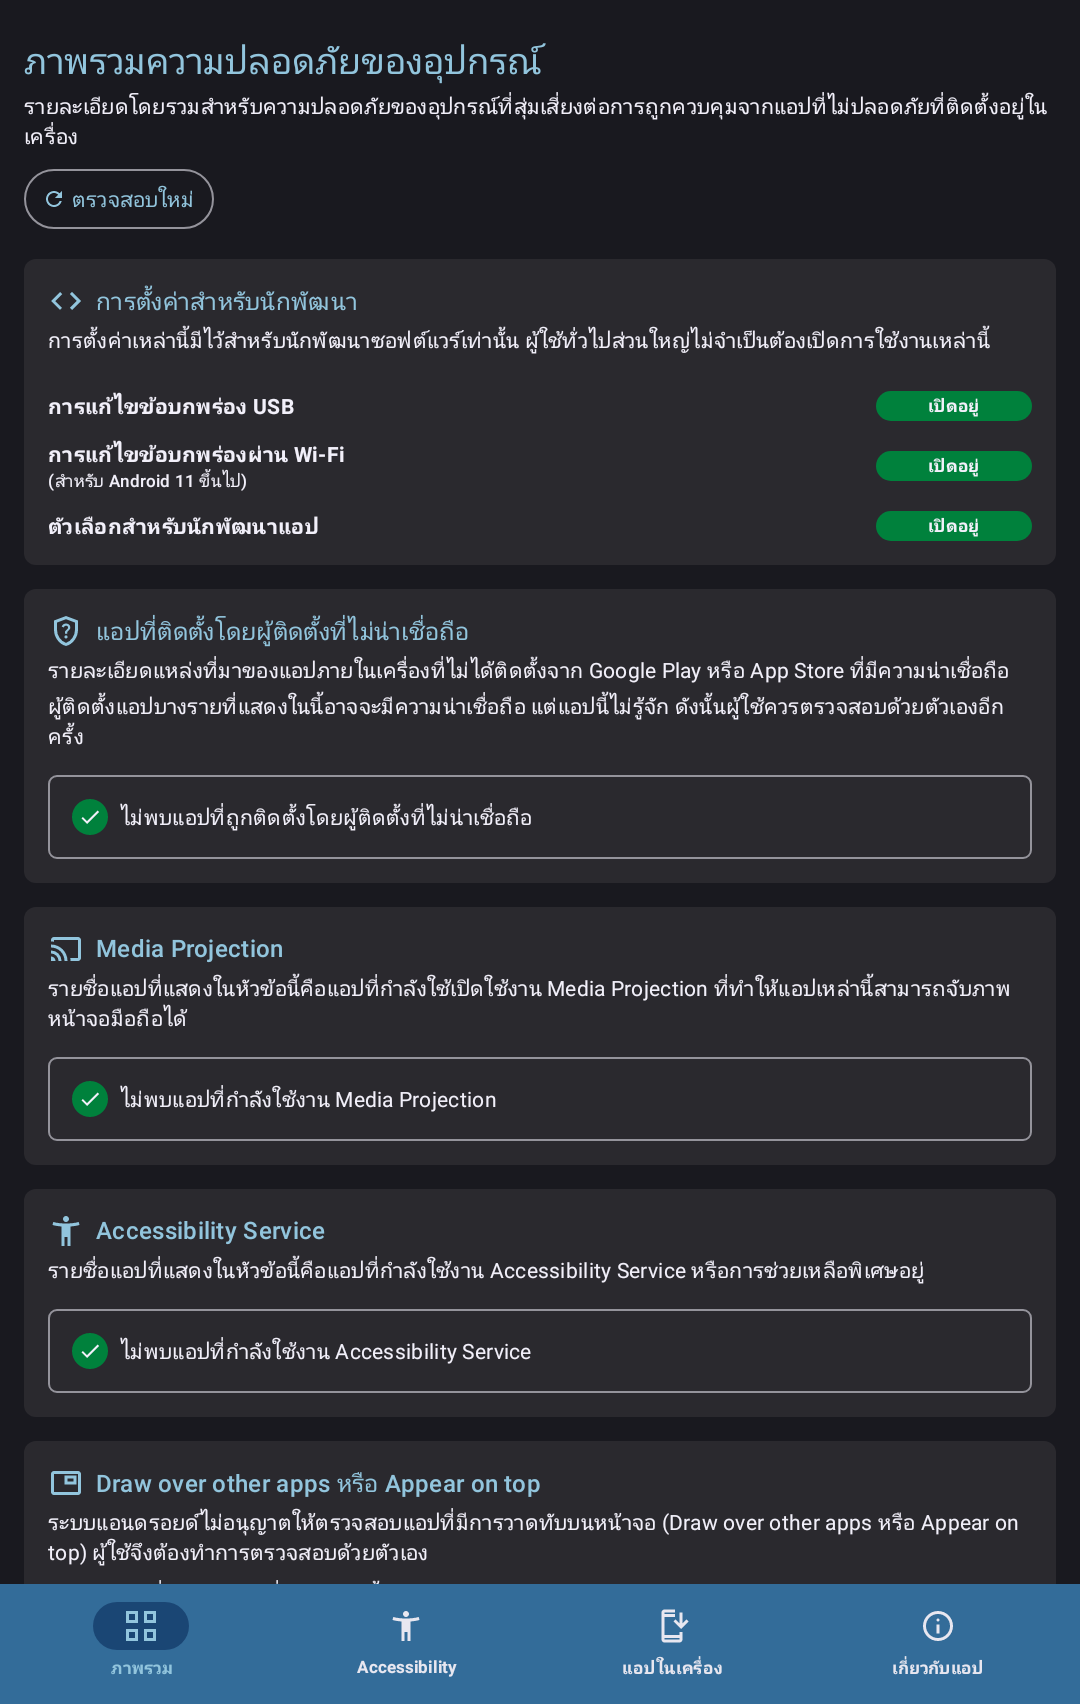 ภาพรวมความปลอดภัยของอุปกรณ์
รายละเอียดโดยรวมสำหรับความปลอดภัยของอุปกรณ์ที่สุ่มเสี่ยงต่อการถูกควบคุมจากแอปที่ไม่ปลอดภัยที่ติดตั้งอยู่ใน
เครื่อง
ตรวจสอบใหม่
การตั้งค่าสำหรับนักพัฒนา
การตั้งค่าเหล่านี้มีไว้สำหรับนักพัฒนาซอฟต์แวร์เท่านั้น ผู้ใช้ทั่วไปส่วนใหญ่ไม่จำเป็นต้องเปิดการใช้งานเหล่านี้
การแก้ไขข้อบกพร่อง USB
เปิดอยู่
การแก้ไขข้อบกพร่องผ่าน Wi-Fi
(สำหรับ Android 11 ขึ้นไป)
เปิดอยู่
ตัวเลือกสำหรับนักพัฒนาแอป
เปิดอยู่
แอปที่ติดตั้งโดยผู้ติดตั้งที่ไม่น่าเชื่อถือ
รายละเอียดแหล่งที่มาของแอปภายในเครื่องที่ไม่ได้ติดตั้งจาก Google Play หรือ App Store ที่มีความน่าเชื่อถือ
ผู้ติดตั้งแอปบางรายที่แสดงในนี้อาจจะมีความน่าเชื่อถือ แต่แอปนี้ไม่รู้จัก ดังนั้นผู้ใช้ควรตรวจสอบด้วยตัวเองอีก
ครั้ง
ไม่พบแอปที่ถูกติดตั้งโดยผู้ติดตั้งที่ไม่น่าเชื่อถือ
Media Projection
รายชื่อแอปที่แสดงในหัวข้อนี้คือแอปที่กำลังใช้เปิดใช้งาน Media Projection ที่ทำให้แอปเหล่านี้สามารถจับภาพ
หน้าจอมือถือได้
ไม่พบแอปที่กำลังใช้งาน Media Projection
Accessibility Service
รายชื่อแอปที่แสดงในหัวข้อนี้คือแอปที่กำลังใช้งาน Accessibility Service หรือการช่วยเหลือพิเศษอยู่
ไม่พบแอปที่กำลังใช้งาน Accessibility Service
Draw over other apps หรือ Appear on top
ระบบแอนดรอยด์ไม่อนุญาตให้ตรวจสอบแอปที่มีการวาดทับบนหน้าจอ (Draw over other apps หรือ Appear on
top) ผู้ใช้จึงต้องทำการตรวจสอบด้วยตัวเอง
ภาพรวม
Accessibility
แอปในเครื่อง
เกี่ยวกับแอป